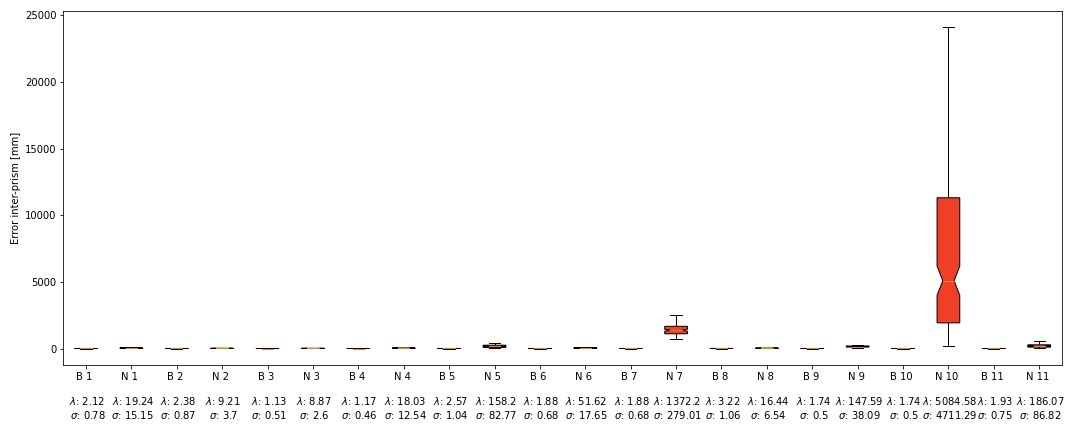 Error inter-prism [mm]
25000
20000
15000
10000
5000
0
B 1 N 1 B 2 N 2 B 3 N 3 B 4 N 4 B 5 N 5 B 6 N 6 B 7 N 7 B 8 N 8 B 9 N 9 B 10 N 10 B 11 N 11
λ: 2.12 λ: 19.24 λ: 2.38 λ: 9.21 λ: 1.13 λ: 8.87 λ: 1.17 λ: 18.03 λ: 2.57 λ: 158.2 λ: 1.88 λ: 51.62 λ: 1.88 λ: 1372.2 λ: 3.22 λ: 16.44 λ: 1.74 λ: 147.59 λ: 1.74 λ: 5084.58 λ: 1.93 λ: 186.07
σ: 0.78 σ: 15.15 σ: 0.87 σ: 3.7 σ: 0.51 σ: 2.6 σ: 0.46 σ: 12.54 σ: 1.04 σ: 82.77 σ: 0.68 σ: 17.65 σ: 0.68 σ: 279.01 σ: 1.06 σ: 6.54 σ: 0.5 σ: 38.09 σ: 0.5 σ: 4711.29 σ: 0.75 σ: 86.82